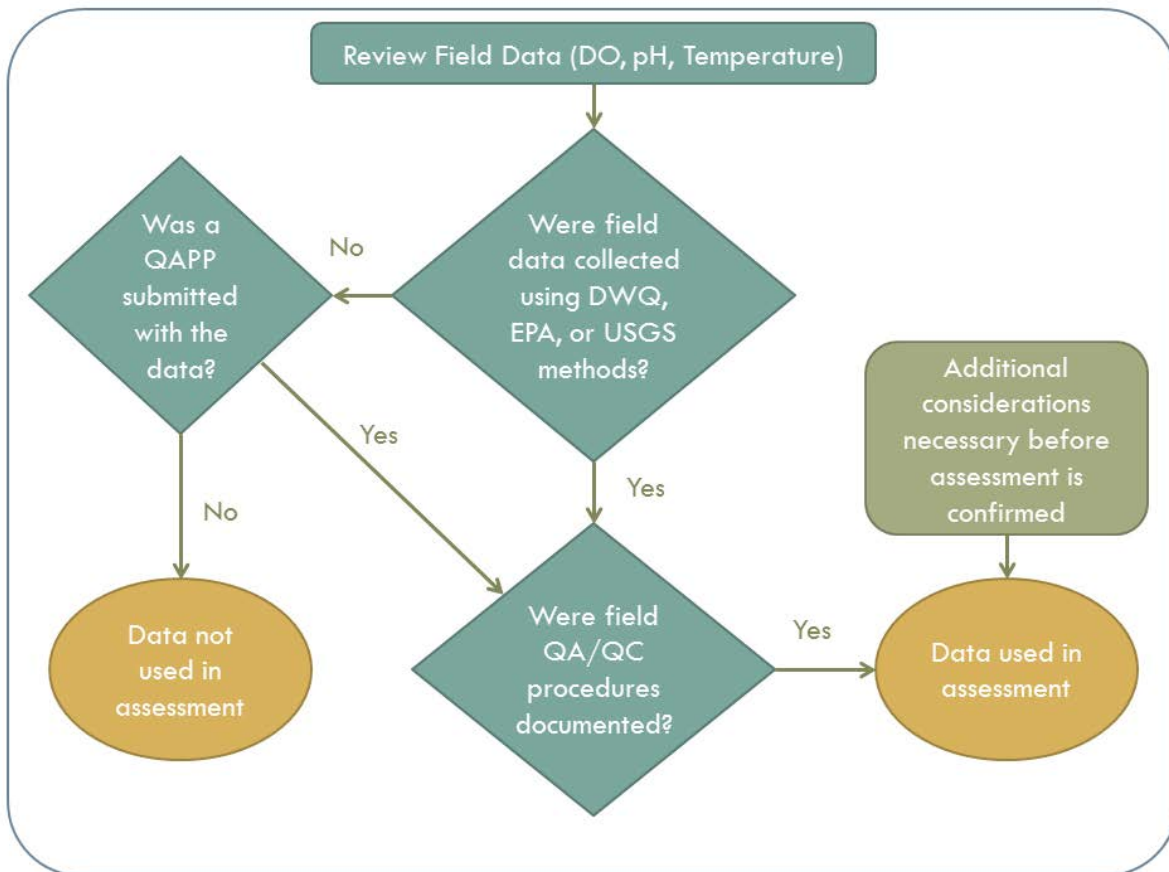 Review Field Data (DO, pH, Temperature)
Was a
QAPP
submitted
with the
data?
No
Were field
data collected
using DWQ,
EPA, or USGS
methods?
Additional
considerations
necessary before
assessment is
confirmed
Yes
Yes
No
Data not
used in
assessment
Were field
QA/QC
procedures
documented?
Yes
Data used in
assessment